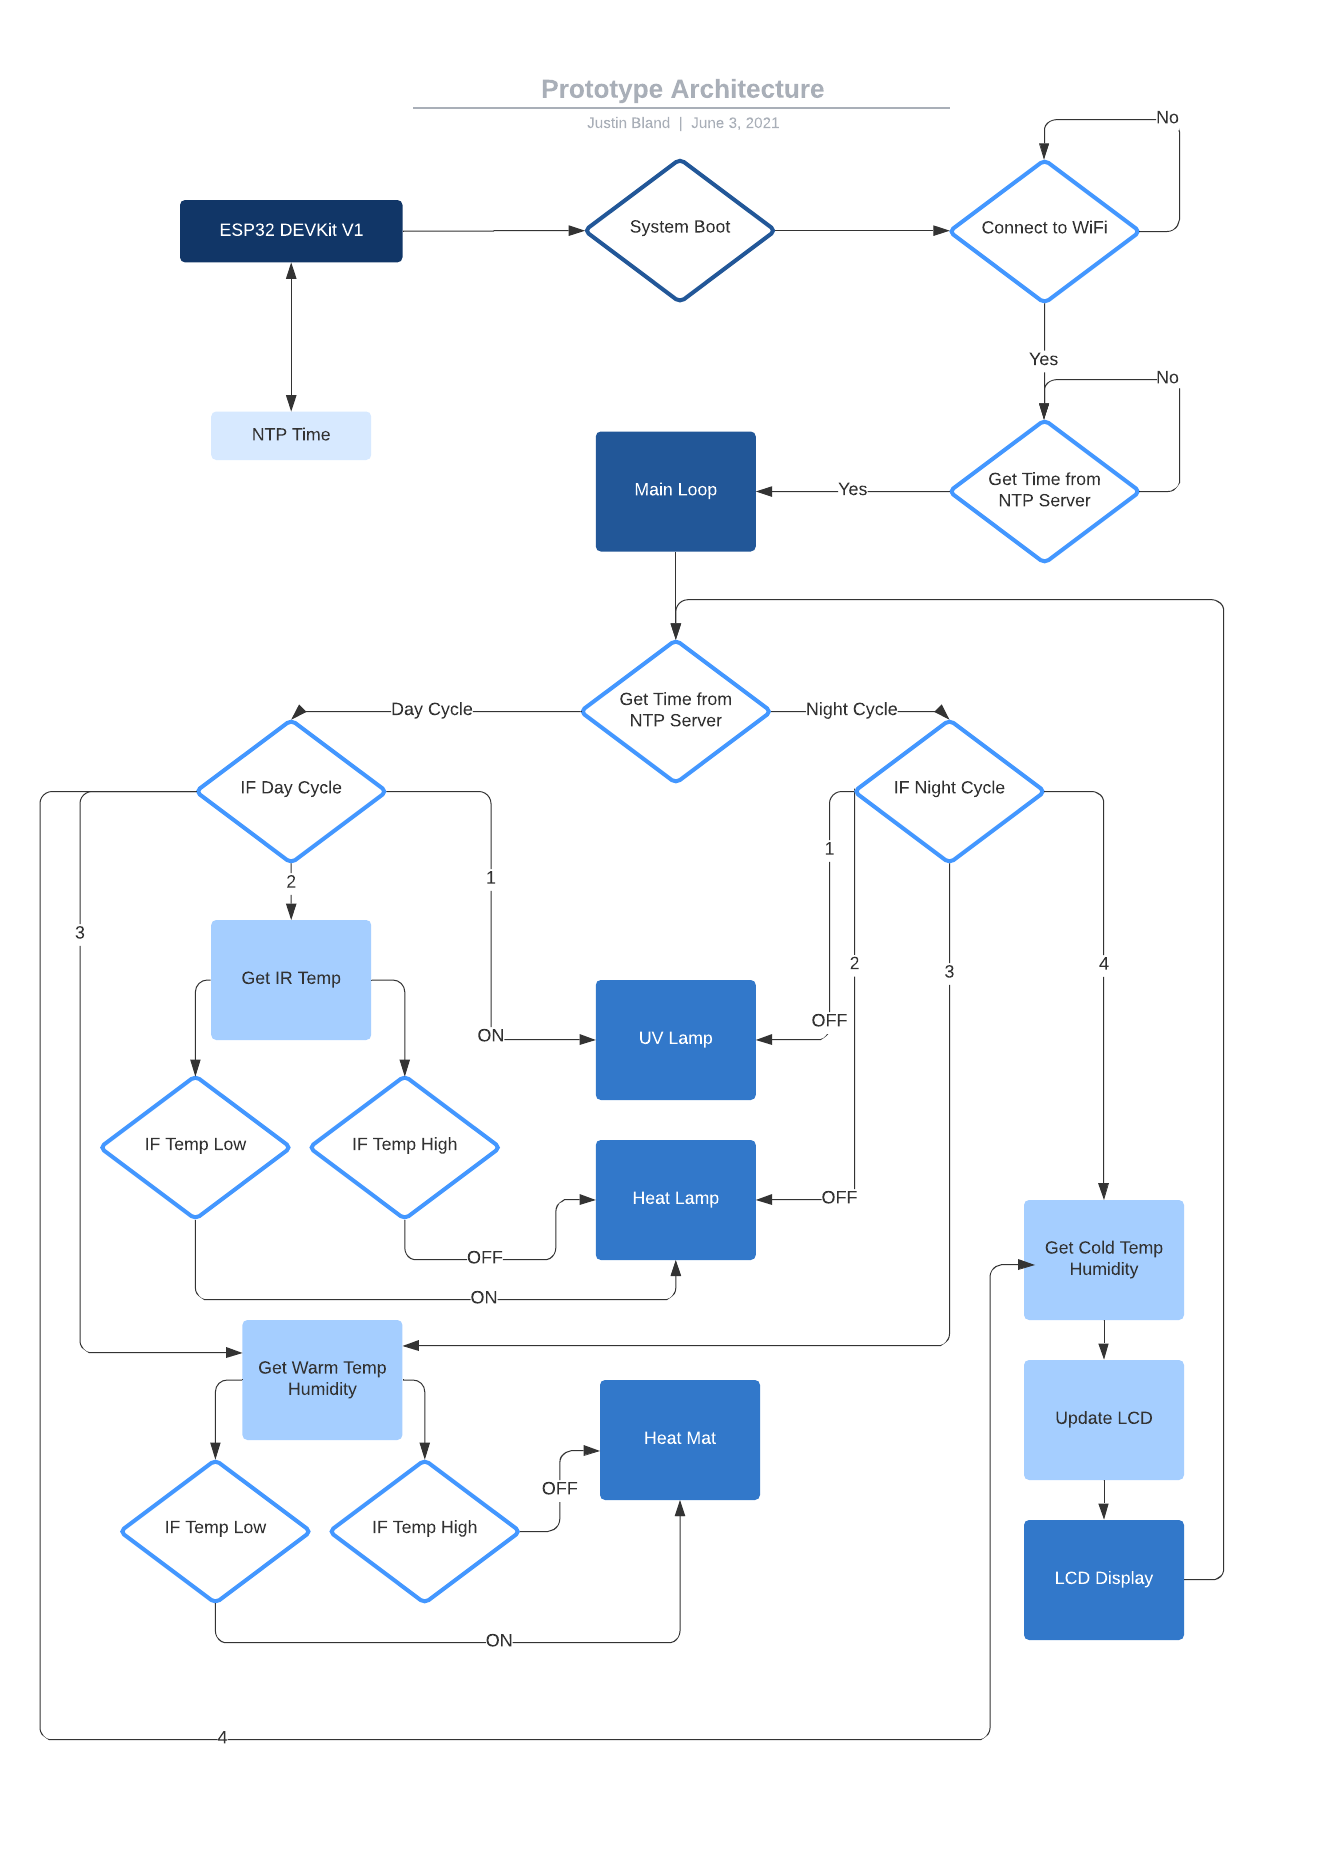 Prototype Architecture
Justin Bland | June 3, 2021
No
ESP32 DEVKit V1
System Boot
Connect to WiFi
Yes
No
NTP Time
Main Loop
Yes
Get Time from
NTP Server
Get Time from
NTP Server
Day Cycle
Night Cycle
IF Day Cycle
IF Night Cycle
1
2
1
3
2
3
4
Get IR Temp
ON
UV Lamp
OFF
IF Temp Low
IF Temp High
Heat Lamp
OFF
OFF
ON
Get Cold Temp
Humidity
Get Warm Temp
Humidity
Update LCD
Heat Mat
OFF
IF Temp Low
IF Temp High
LCD Display
ON
4